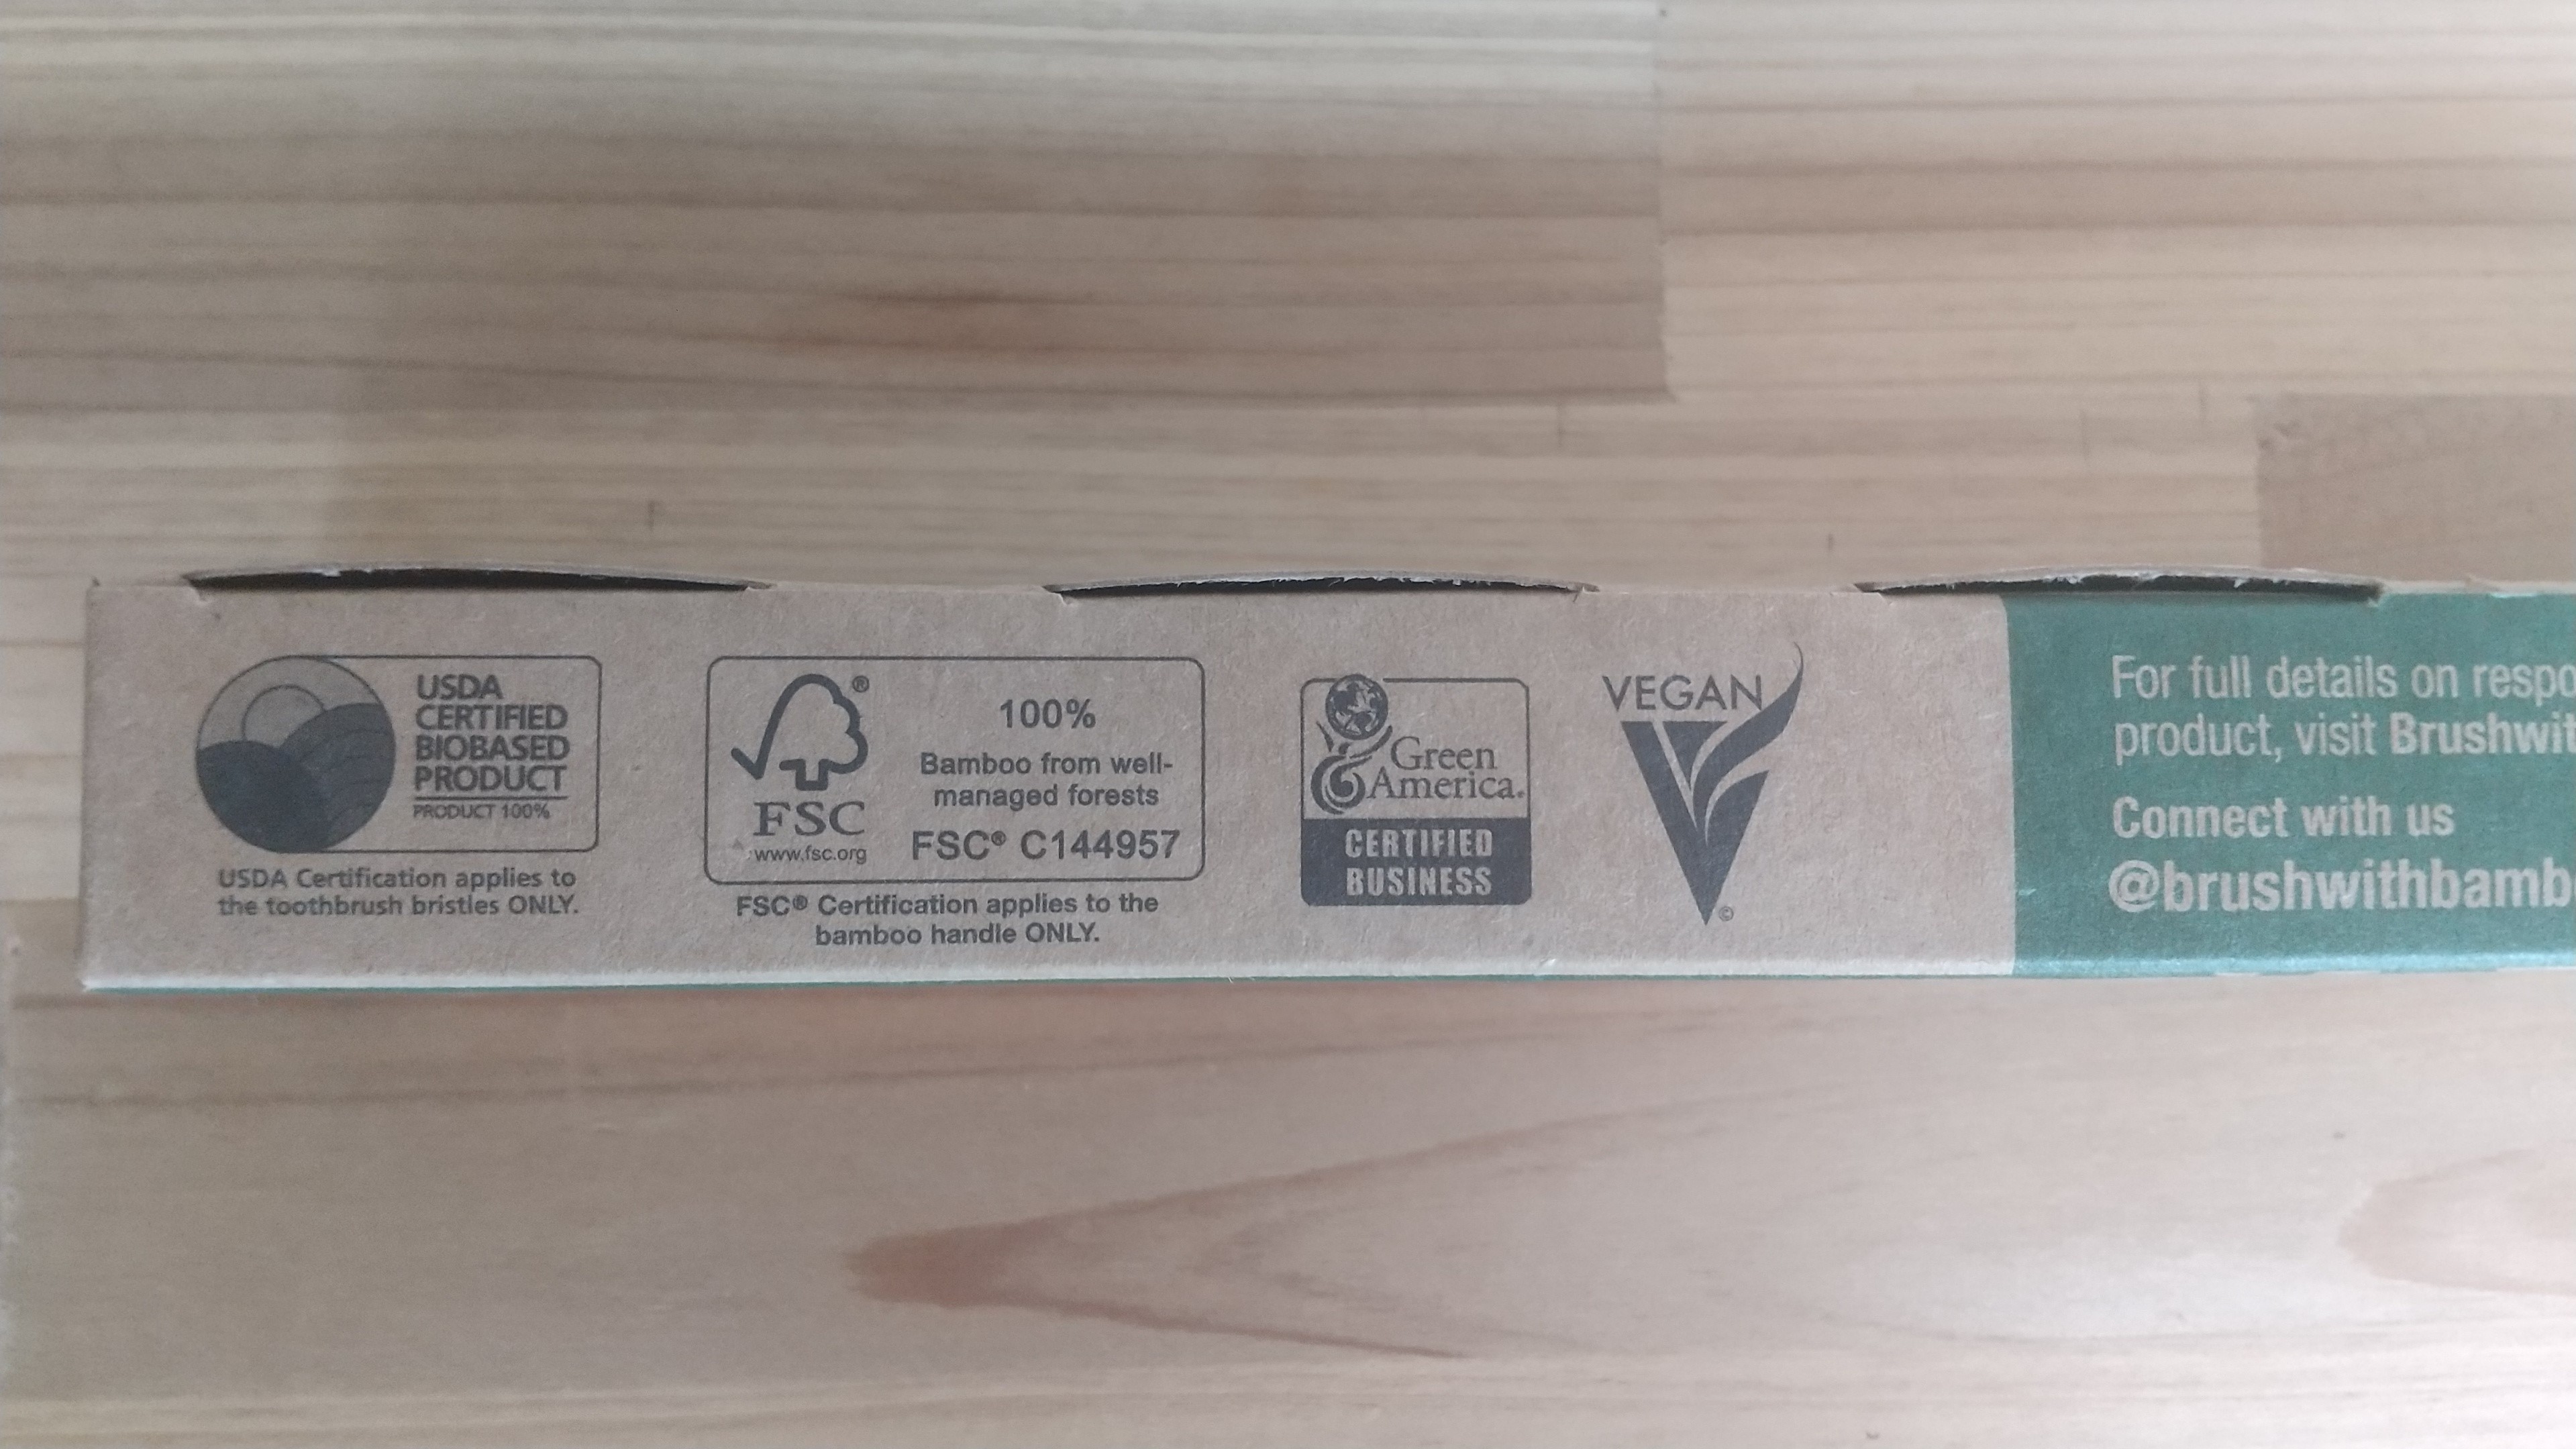 USDA
CERTIFIED
BIOBASED
PRODUCT
PRODUCT 100%
USDA Certification applies to
the toothbrush bristles ONLY.
®
FSC
www.fsc.org
100%
Bamboo from well-
managed forests
FSC® C144957
FSC® Certification applies to the
bamboo handle ONLY.
Green
America.
CERTIFIED
BUSINESS
VEGAN
©
For full details on respo
product, visit Brushwit
Connect with us
@brushwithbamb